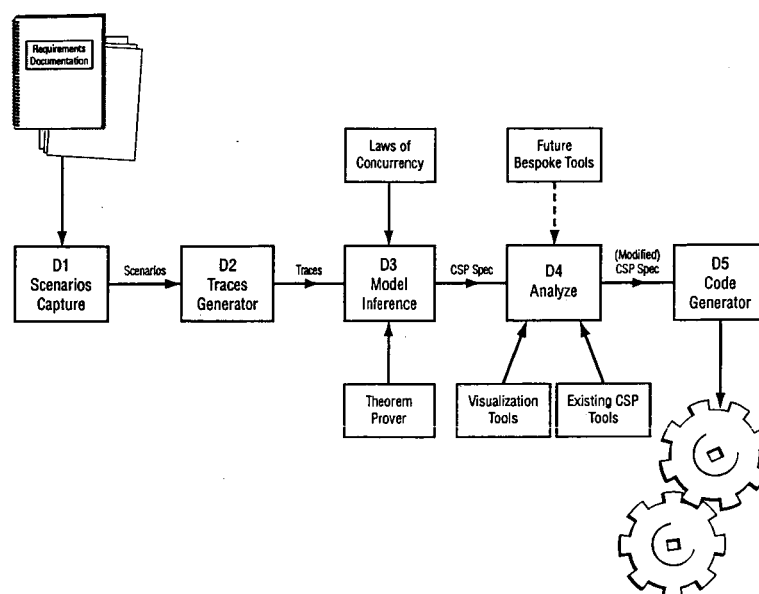 Requirements
Documentation
Laws of
Concurrency
Future
Bespoke Tools
D1
Scenarios
Capture
Scenarios
D2
Traces
Generator
Traces
D3
Model
Inference
CSP Spec
D4
Analyze
(Modified)
CSP Spec
D5
Code
Generator
Theorem
Prover
Visualization
Tools
Existing CSP
Tools